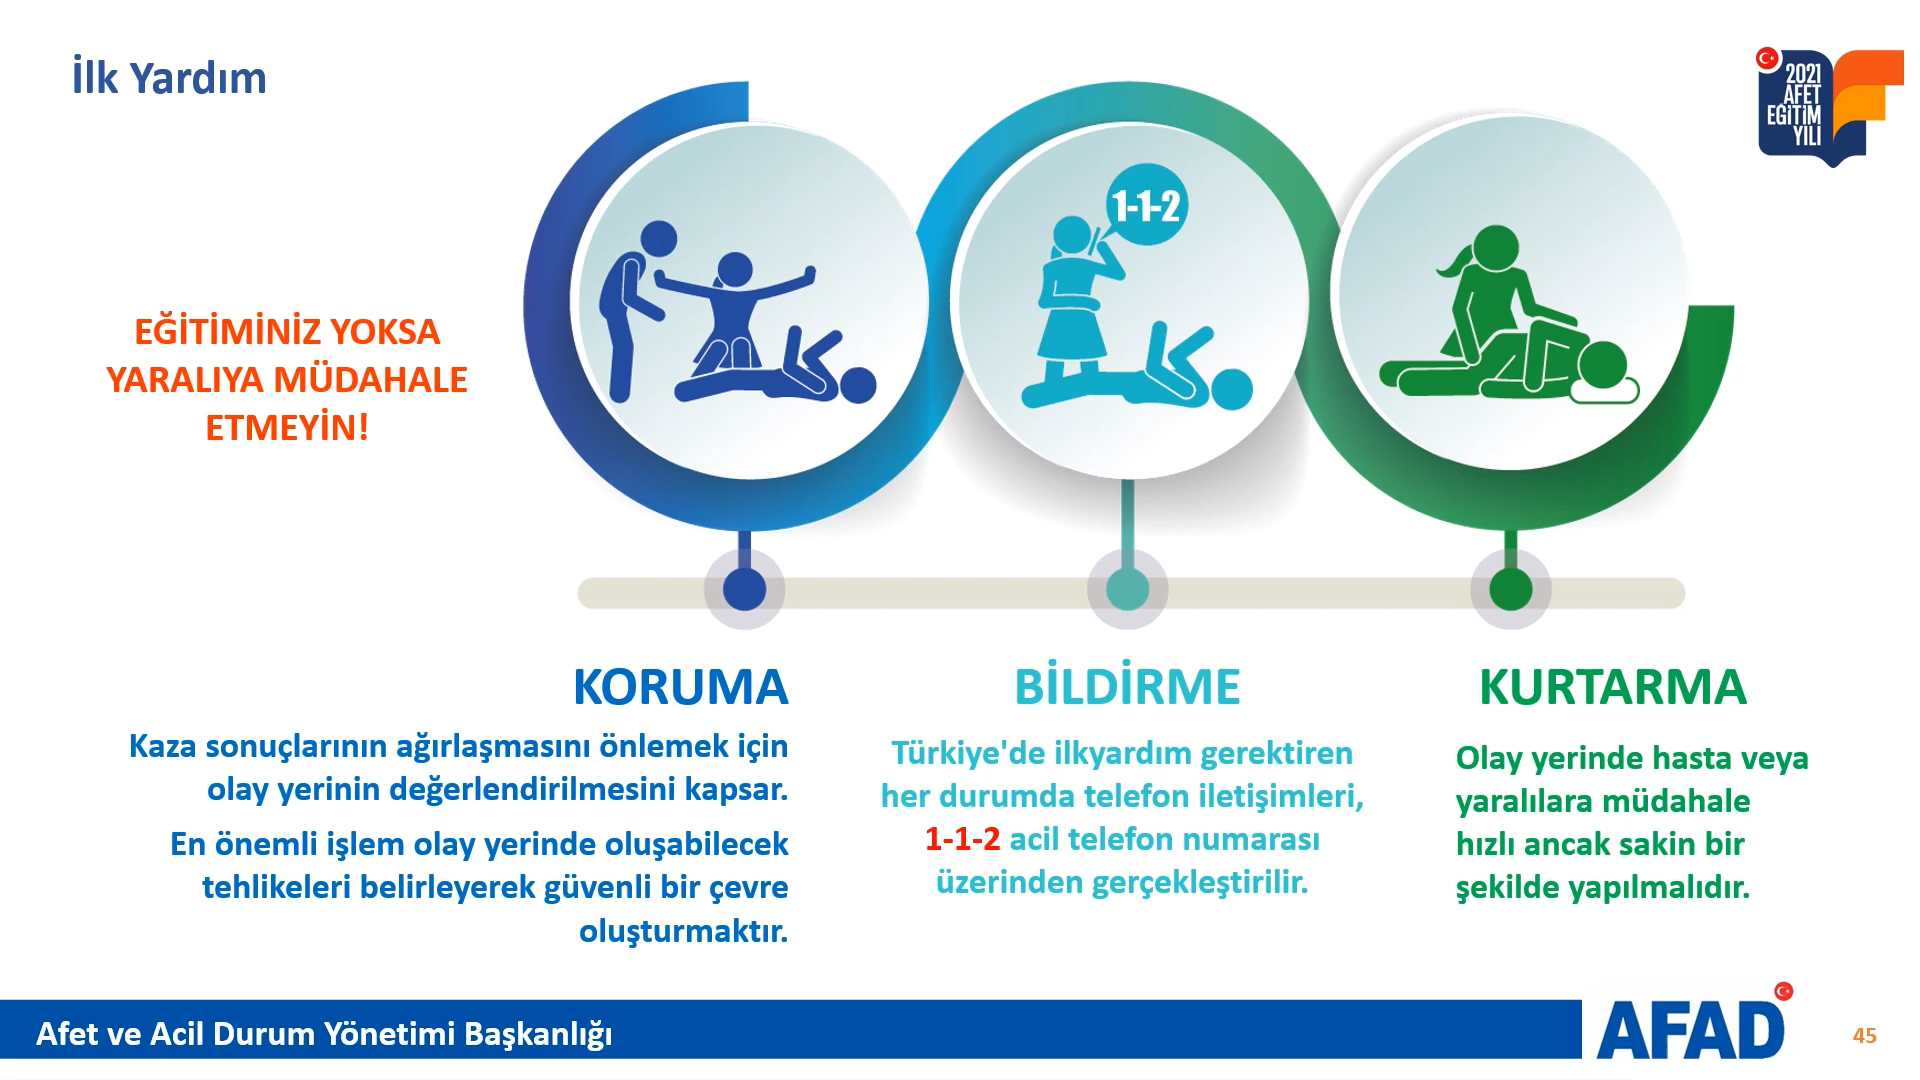 İlk Yardım
2021
AFET
EĞİTİM
YILI
1-1-2
EĞİTİMİNİZ YOKSA
YARALIYA MÜDAHALE
ETMEYİN!
KORUMA
Kaza sonuçlarının ağırlaşmasını önlemek için
olay yerinin değerlendirilmesini kapsar.
En önemli işlem olay yerinde oluşabilecek
tehlikeleri belirleyerek güvenli bir çevre
oluşturmaktır.
BİLDİRME
Türkiye'de ilkyardım gerektiren
her durumda telefon iletişimleri,
1-1-2 acil telefon numarası
üzerinden gerçekleştirilir.
KURTARMA
Olay yerinde hasta veya
yaralılara müdahale
hızlı ancak sakin bir
şekilde yapılmalıdır.
Afet ve Acil Durum Yönetimi Başkanlığı
AFAD
45